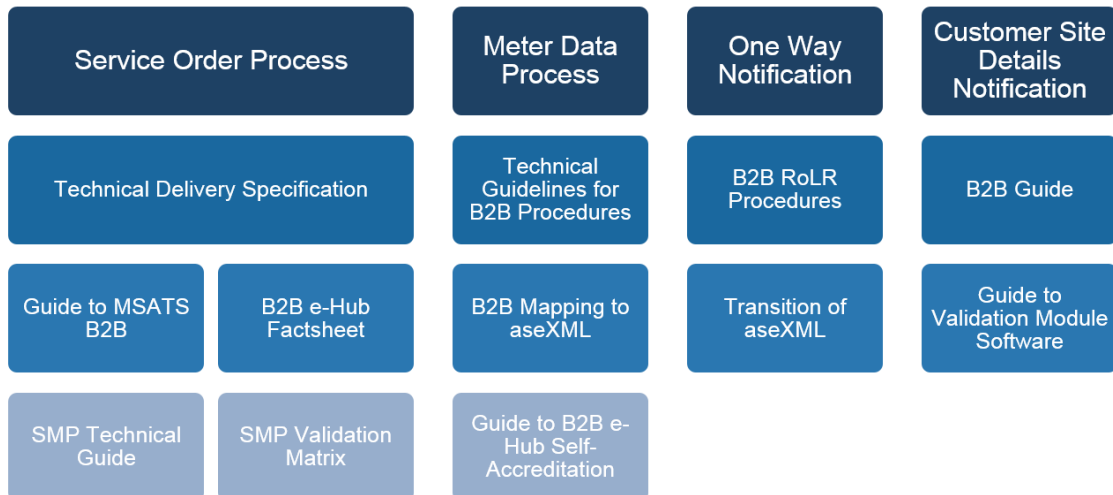 Service Order Process
Meter Data
Process
One Way
Notification
Customer Site
Details
Notification
Technical Delivery Specification
Technical
Guidelines for
B2B Procedures
B2B RoLR
Procedures
B2B Guide
Guide to MSATS
B2B
B2B e-Hub
Factsheet
B2B Mapping to
aseXML
Transition of
aseXML
Guide to
Validation Module
Software
SMP Technical
Guide
SMP Validation
Matrix
Guide to B2B e-
Hub Self-
Accreditation